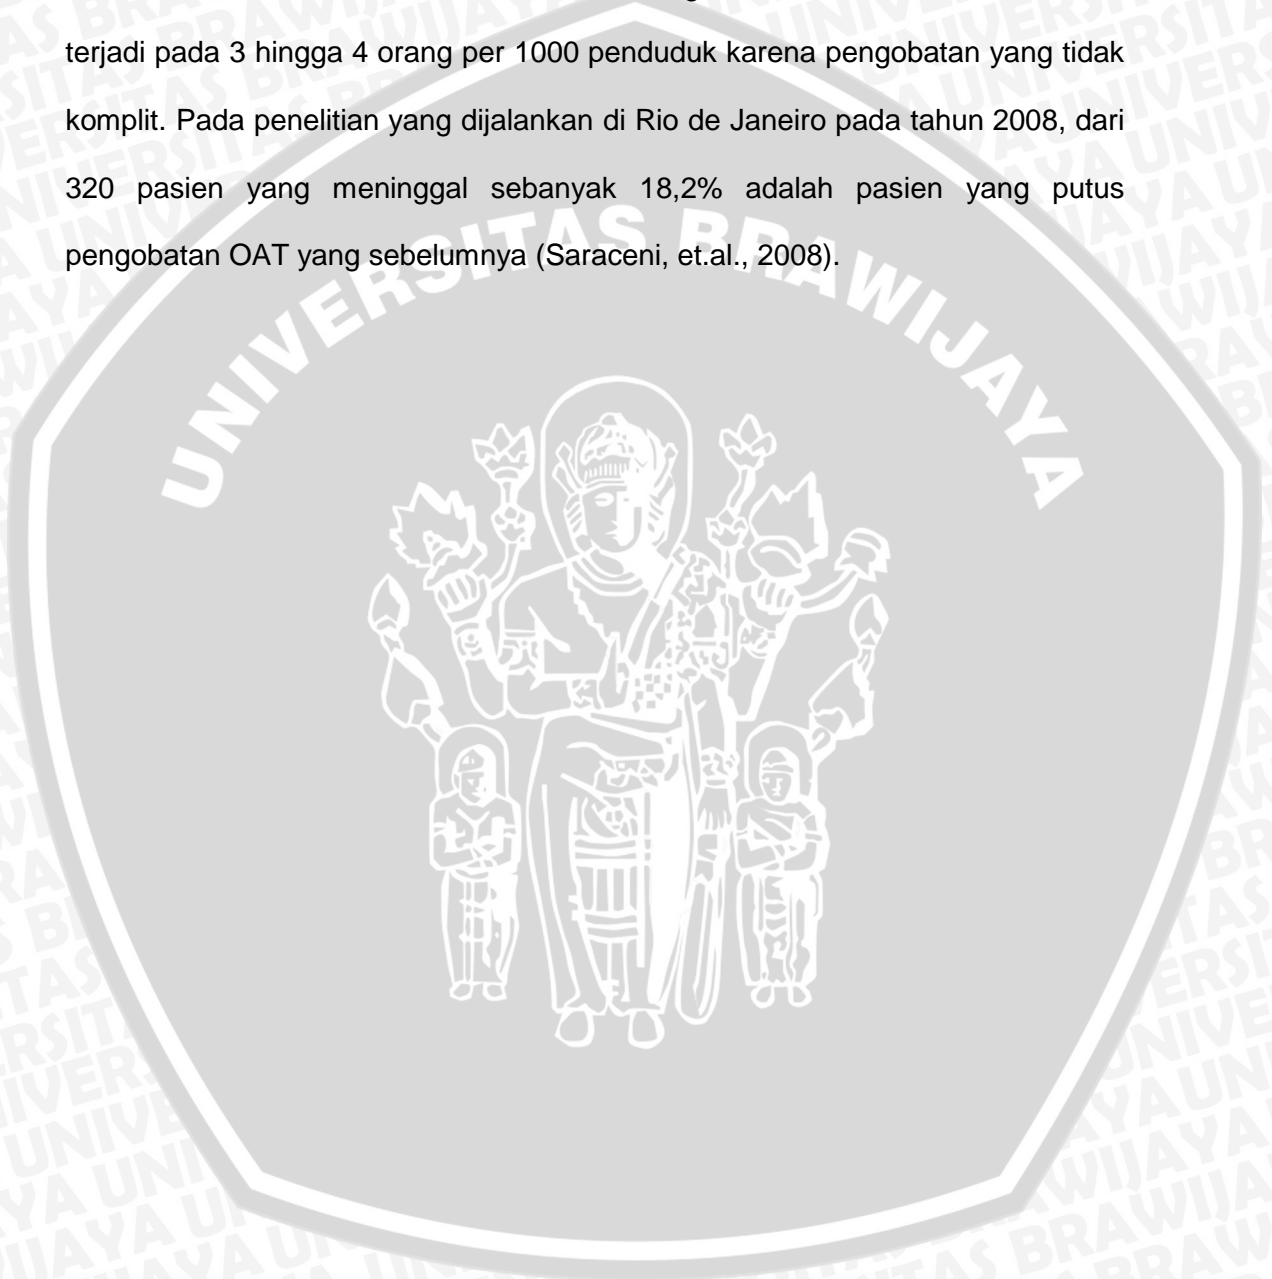 terjadi pada 3 hingga 4 orang per 1000 penduduk karena pengobatan yang tidak
komplit. Pada penelitian yang dijalankan di Rio de Janeiro pada tahun 2008, dari
320 pasien yang meninggal sebanyak 18,2% adalah pasien yang putus
pengobatan OAT yang sebelumnya (Saraceni, et.al., 2008).
UNIVERSITAS BRAWIJAYA